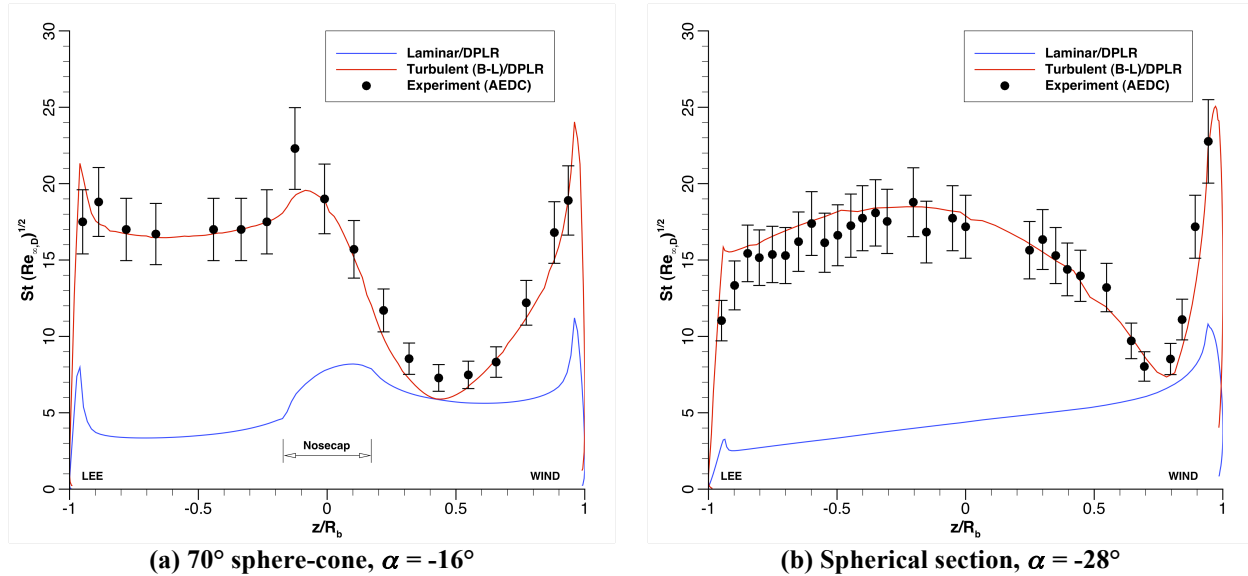 30
25
20
15
10
5
0
St (Re∞,D)1/2
Laminar/DPLR
Turbulent (B-L)/DPLR
Experiment (AEDC)
Nosecap
LEE
WIND
-1
-0.5
0
0.5
1
z/Rb
(a) 70° sphere-cone, α = -16°
30
25
20
15
10
5
0
St (Re∞,D)1/2
Laminar/DPLR
Turbulent (B-L)/DPLR
Experiment (AEDC)
LEE
WIND
-1
-0.5
0
0.5
1
z/Rb
(b) Spherical section, α = -28°